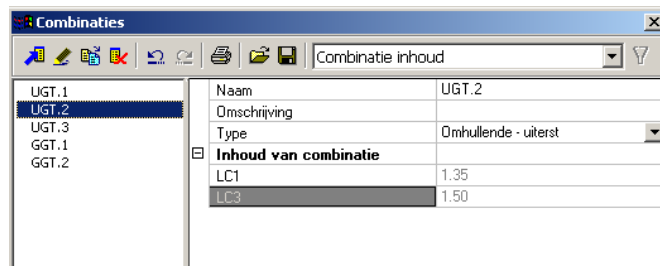 Combinaties
Combinatie inhoud
UGT.1
UGT.2
UGT.3
GGT.1
GGT.2
Naam UGT.2
Omschrijving
Type Omhullende - uiterst
Inhoud van combinatie
LC1 1.35
LC3 1.50